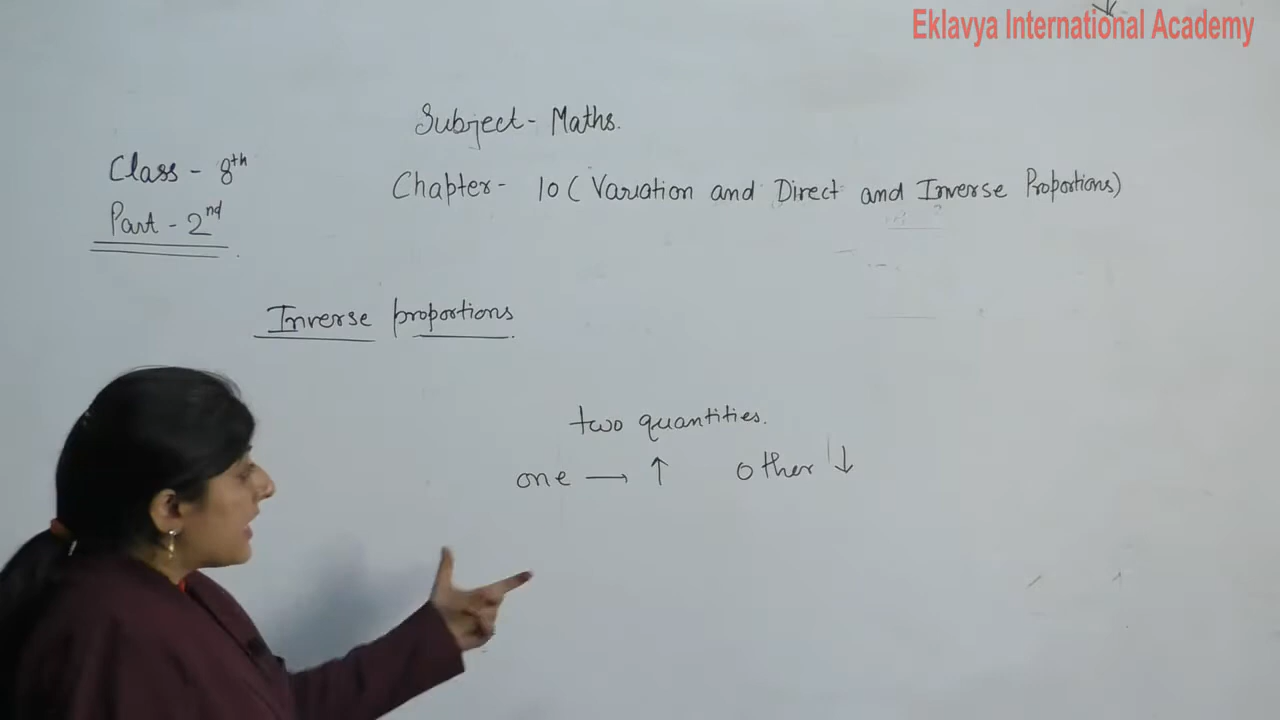 Eklavya International Academy
Subject - Maths.
Class - 8th
Chapter - 10 ( Variation and Direct and Inverse Proportions)
Part - 2nd
Inverse proportions.
two quantities.
one → ↑ other ↓